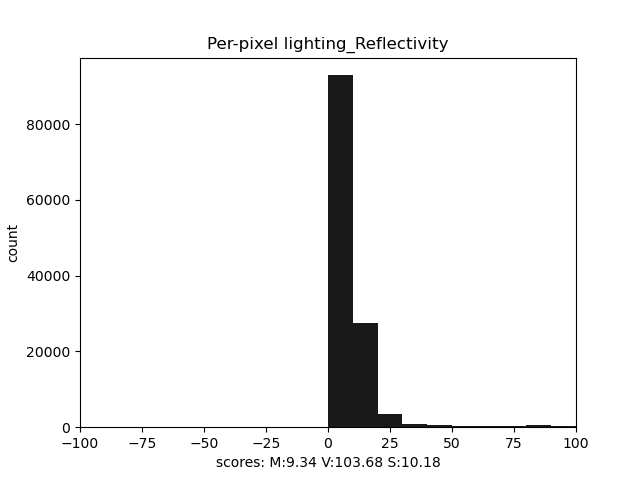 Per-pixel lighting_Reflectivity
count
80000
60000
40000
20000
0
−100 −75 −50 −25 0 25 50 75 100
scores: M:9.34 V:103.68 S:10.18